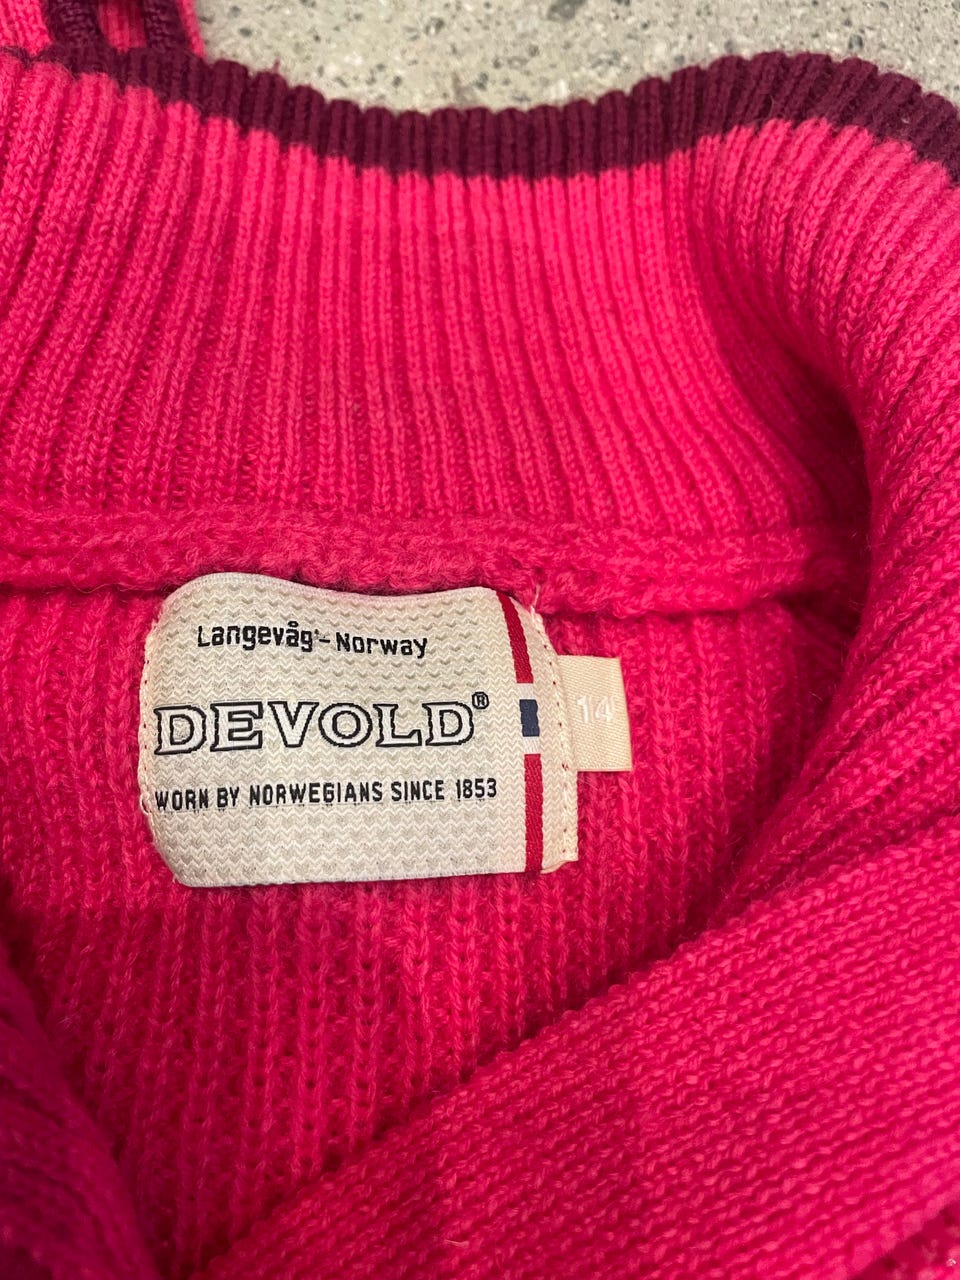 Langevåg - Norway
DEVOLD®
WORN BY NORWEGIANS SINCE 1853
14